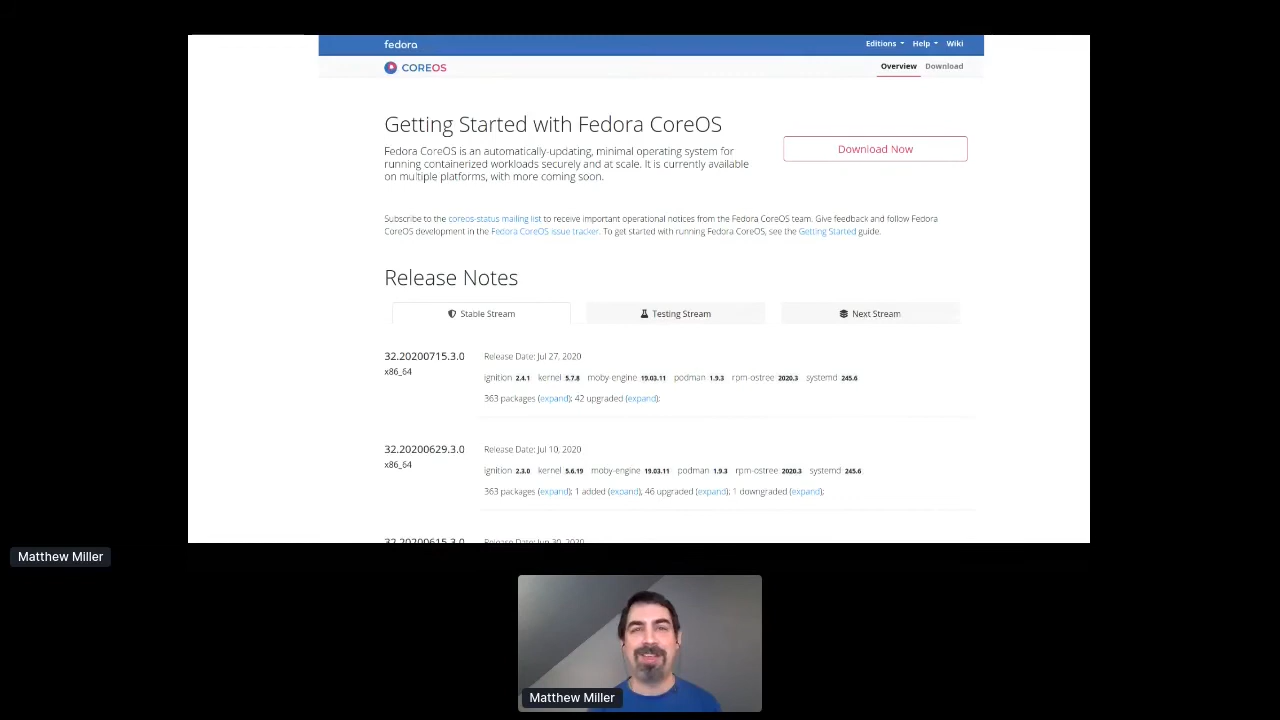 fedora
Editions Help Wiki
COREOS
Overview Download
Getting Started with Fedora CoreOS
Fedora CoreOS is an automatically-updating, minimal operating system for
running containerized workloads securely and at scale. It is currently available
on multiple platforms, with more coming soon.
Download Now
Subscribe to the coreos-status mailing list to receive important operational notices from the Fedora CoreOS team. Give feedback and follow Fedora
CoreOS development in the Fedora CoreOS issue tracker. To get started with running Fedora CoreOS, see the Getting Started guide.
Release Notes
Stable Stream Testing Stream Next Stream
32.20200715.3.0 Release Date: Jul 27, 2020
x86_64
ignition 2.4.1 kernel 5.7.8 moby-engine 19.03.11 podman 1.9.3 rpm-ostree 2020.3 systemd 245.6
363 packages (expand); 42 upgraded (expand);
32.20200629.3.0 Release Date: Jul 10, 2020
x86_64
ignition 2.3.0 kernel 5.6.19 moby-engine 19.03.11 podman 1.9.3 rpm-ostree 2020.3 systemd 245.6
363 packages (expand); 1 added (expand), 46 upgraded (expand); 1 downgraded (expand);
32.20200615.3.0 Release Date: Jun 30, 2020
Matthew Miller
Matthew Miller